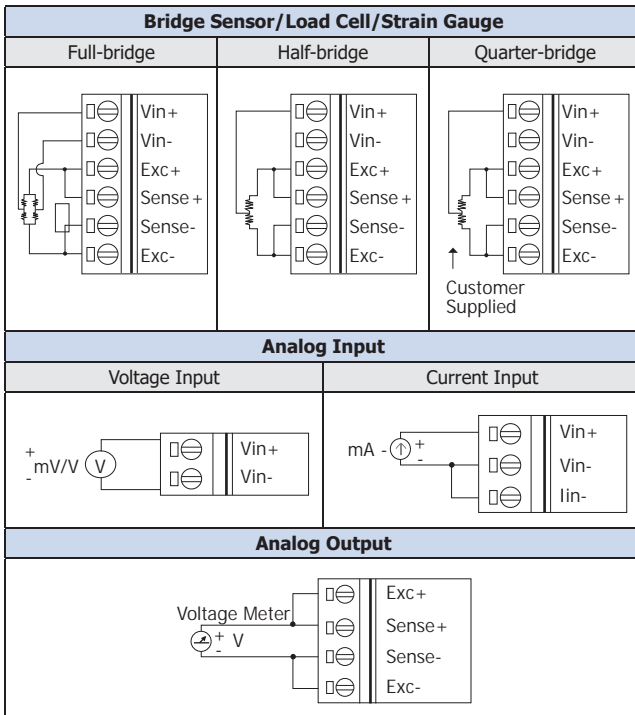 Bridge Sensor/Load Cell/Strain Gauge
Full-bridge
Half-bridge
Quarter-bridge
Vin+
Vin-
Exc+
Sense+
Sense-
Exc-
Vin+
Vin-
Exc+
Sense+
Sense-
Exc-
Vin+
Vin-
Exc+
Sense+
Sense-
Exc-
Customer
Supplied
Analog Input
Voltage Input
Current Input
+
mV/V
-
V
Vin+
Vin-
mA -
+
-
Vin+
Vin-
Iin-
Analog Output
Voltage Meter
+
V
-
Exc+
Sense+
Sense-
Exc-